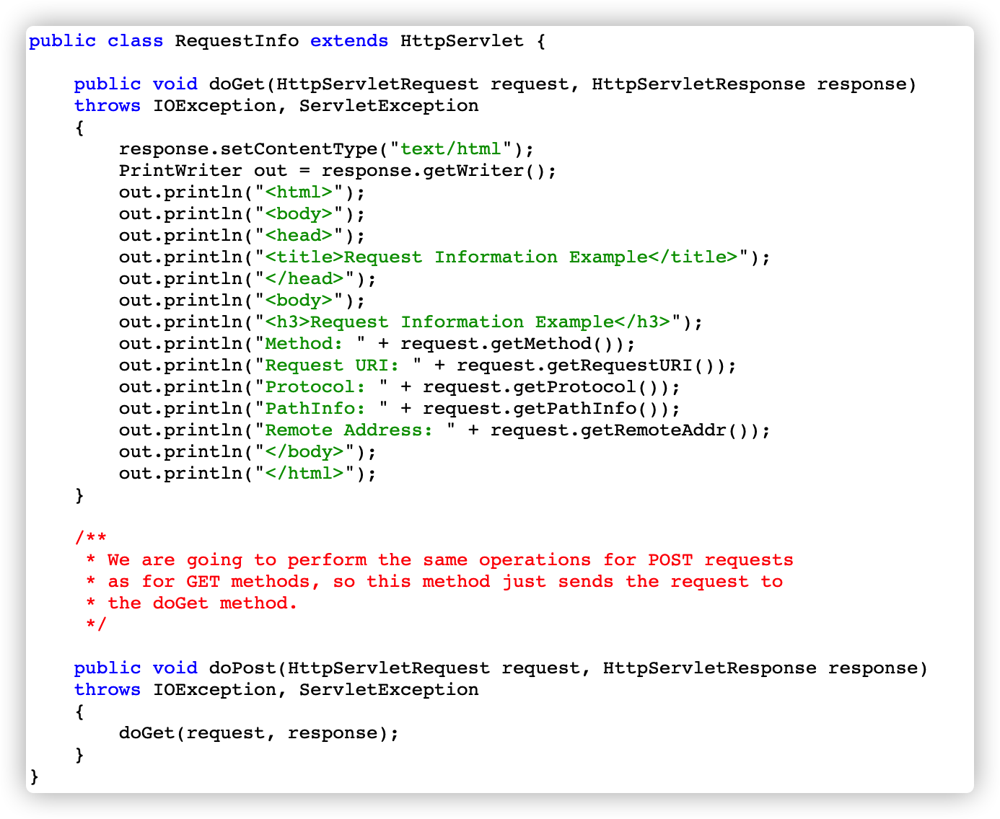 public class RequestInfo extends HttpServlet {

    public void doGet(HttpServletRequest request, HttpServletResponse response)
    throws IOException, ServletException
    {
        response.setContentType("text/html");
        PrintWriter out = response.getWriter();
        out.println("<html>");
        out.println("<body>");
        out.println("<head>");
        out.println("<title>Request Information Example</title>");
        out.println("</head>");
        out.println("<body>");
        out.println("<h3>Request Information Example</h3>");
        out.println("Method: " + request.getMethod());
        out.println("Request URI: " + request.getRequestURI());
        out.println("Protocol: " + request.getProtocol());
        out.println("PathInfo: " + request.getPathInfo());
        out.println("Remote Address: " + request.getRemoteAddr());
        out.println("</body>");
        out.println("</html>");
    }

    /**
     * We are going to perform the same operations for POST requests
     * as for GET methods, so this method just sends the request to
     * the doGet method.
     */

    public void doPost(HttpServletRequest request, HttpServletResponse response)
    throws IOException, ServletException
    {
        doGet(request, response);
    }
}